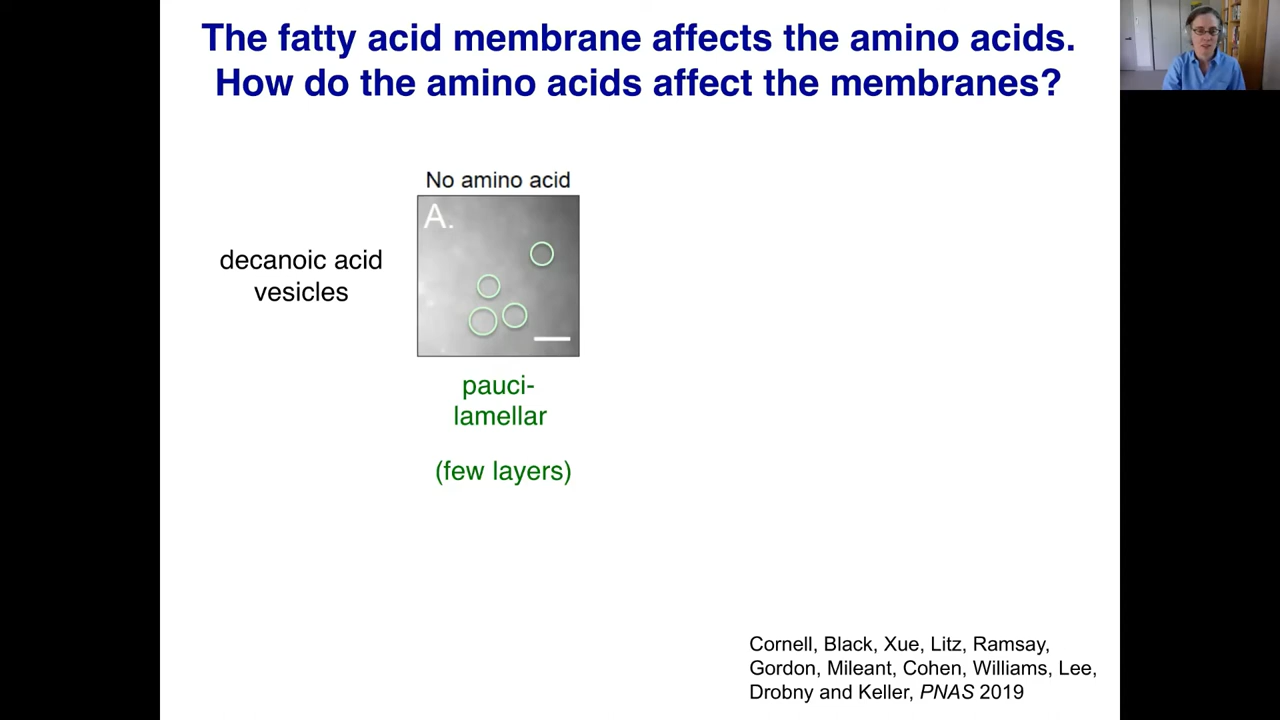 The fatty acid membrane affects the amino acids.
How do the amino acids affect the membranes?
No amino acid
A.
decanoic acid
vesicles
pauci-
lamellar
(few layers)
Cornell, Black, Xue, Litz, Ramsay,
Gordon, Mileant, Cohen, Williams, Lee,
Drobny and Keller, PNAS 2019